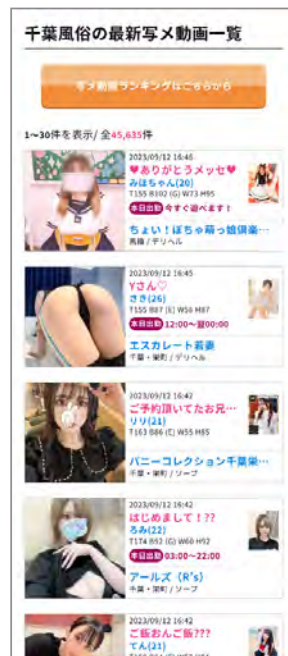 千葉風俗の最新写メ動画一覧
写メ動画ランキングはこちらから
1~30件を表示/ 全45,635件
2023/09/12 16:46
♥ありがとうメッセ♥
みほちゃん(20)
T155 B102 (G) W73 H95
本日出勤 今すぐ遊べます!
ちょい!ぽちゃ萌っ娘倶楽…
馬橋 / デリヘル
2023/09/12 16:45
Yさん♡
さき(26)
T155 B87 (E) W56 H87
本日出勤 12:00~翌00:00
エスカレート若妻
千葉・栄町 / デリヘル
2023/09/12 16:42
ご予約頂いてたお兄…
リリ(21)
T163 B86 (E) W55 H85
バニーコレクション千葉栄…
千葉・栄町 / ソープ
2023/09/12 16:42
はじめまして!??
ろみ(22)
T174 B92 (G) W60 H92
本日出勤 03:00~22:00
アールズ(R's)
千葉・栄町 / ソープ
2023/09/12 16:42
ご飯おんご飯???
てん(21)